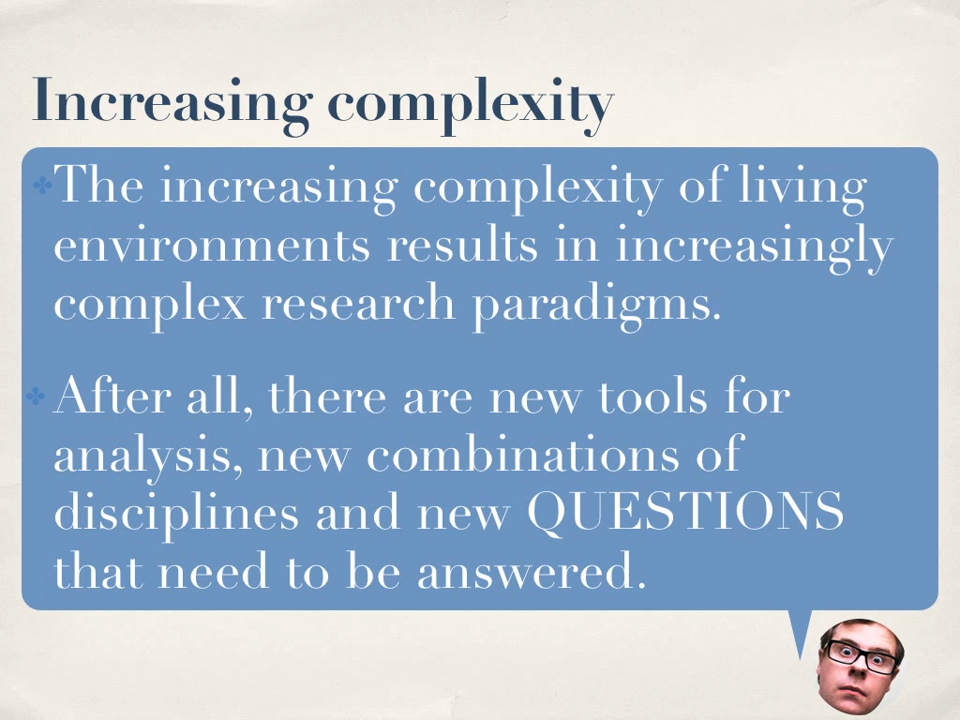 Increasing complexity
The increasing complexity of living
environments results in increasingly
complex research paradigms.
After all, there are new tools for
analysis, new combinations of
disciplines and new QUESTIONS
that need to be answered.